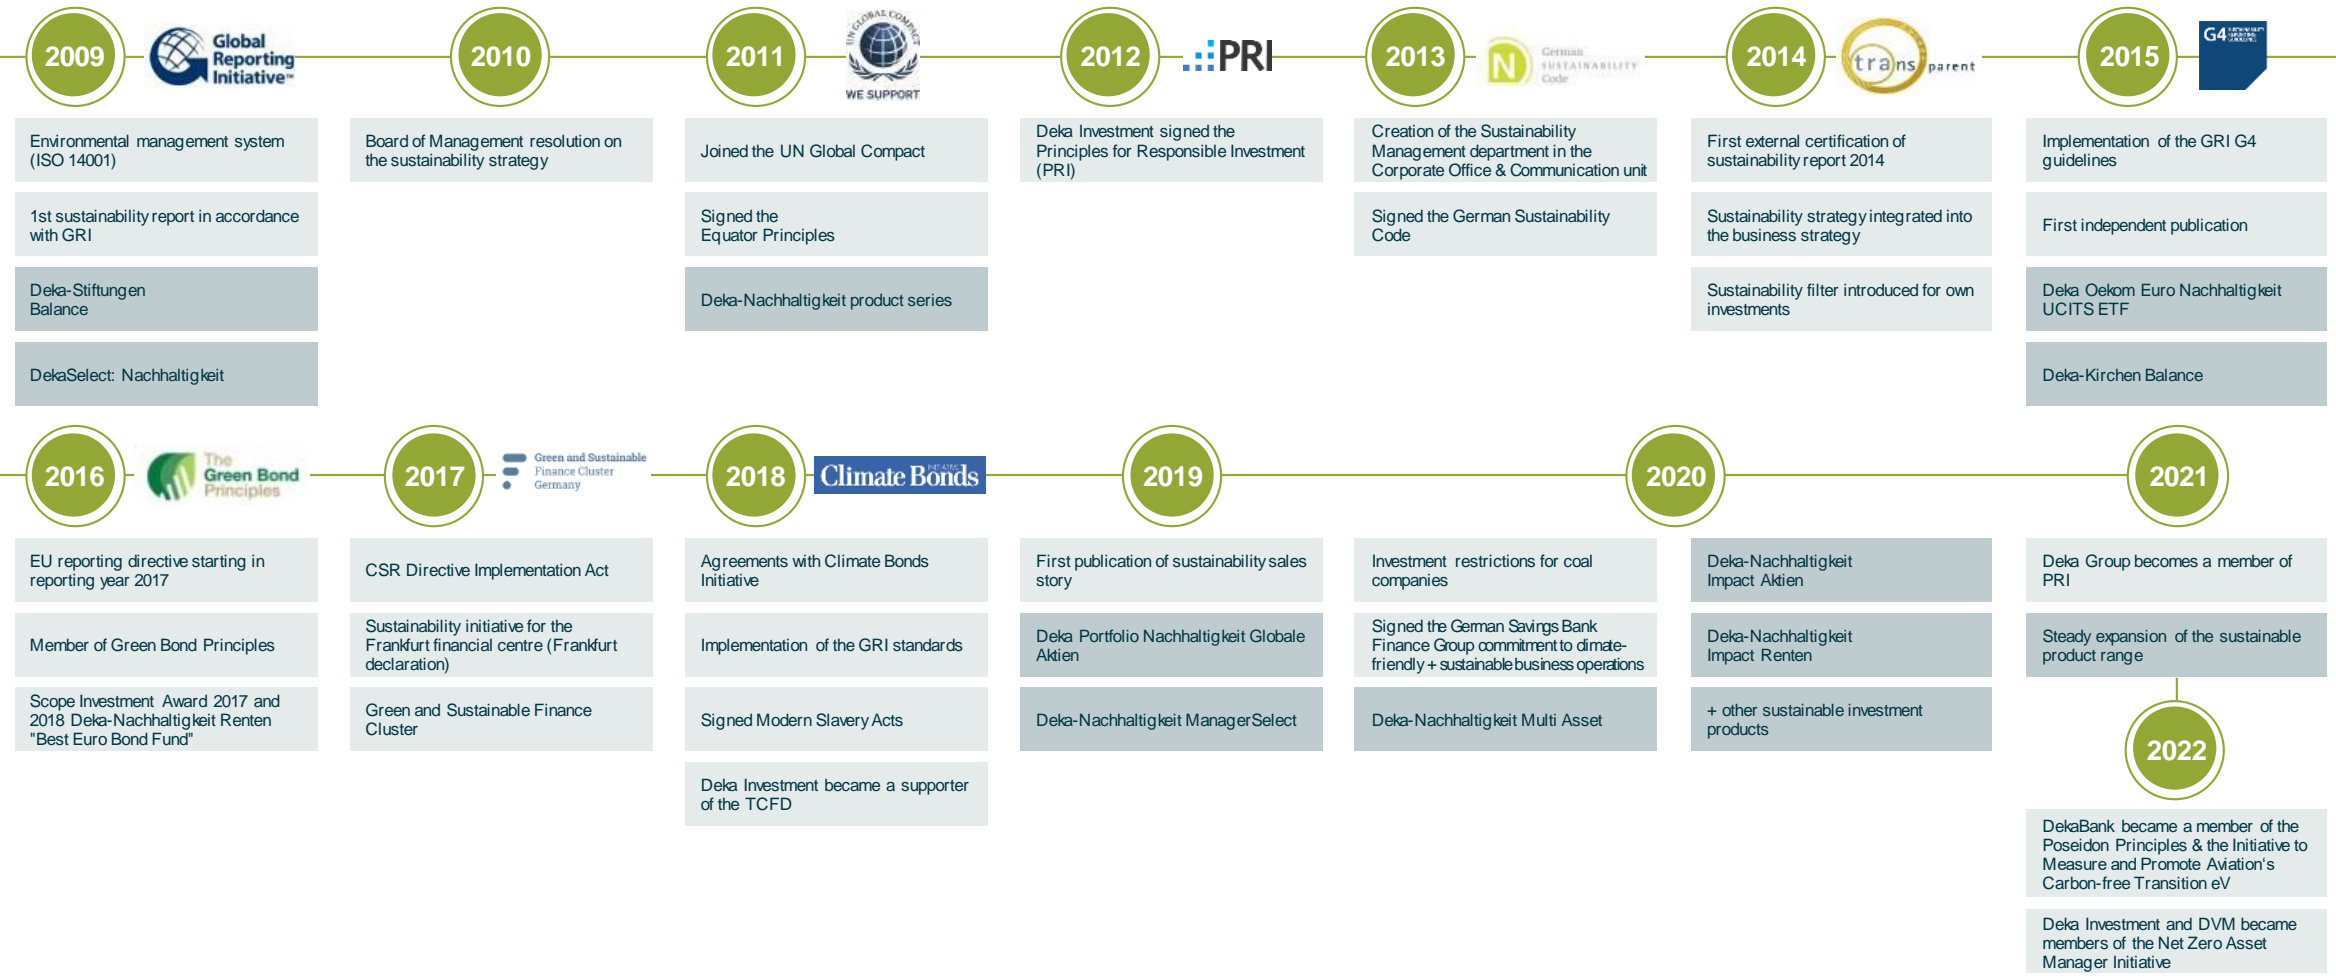 2009
Global
Reporting
Initiative™
2010
2011
UN GLOBAL COMPACT
WE SUPPORT
2012
PRI
2013
N
German
SUSTAINABILITY
Code
2014
transparent
2015
G4 SUSTAINABILITY
REPORTING
GUIDELINES
Environmental management system
(ISO 14001)
1st sustainability report in accordance
with GRI
Deka-Stiftungen
Balance
DekaSelect: Nachhaltigkeit
Board of Management resolution on
the sustainability strategy
Joined the UN Global Compact
Signed the
Equator Principles
Deka-Nachhaltigkeit product series
Deka Investment signed the
Principles for Responsible Investment
(PRI)
Creation of the Sustainability
Management department in the
Corporate Office & Communication unit
Signed the German Sustainability
Code
First external certification of
sustainability report 2014
Sustainability strategy integrated into
the business strategy
Sustainability filter introduced for own
investments
Implementation of the GRI G4
guidelines
First independent publication
Deka Oekom Euro Nachhaltigkeit
UCITS ETF
Deka-Kirchen Balance
2016
The
Green Bond
Principles
2017
Green and Sustainable
Finance Cluster
Germany
2018
Climate Bonds
INITIATIVE
2019
2020
2021
EU reporting directive starting in
reporting year 2017
Member of Green Bond Principles
Scope Investment Award 2017 and
2018 Deka-Nachhaltigkeit Renten
"Best Euro Bond Fund"
CSR Directive Implementation Act
Sustainability initiative for the
Frankfurt financial centre (Frankfurt
declaration)
Green and Sustainable Finance
Cluster
Agreements with Climate Bonds
Initiative
Implementation of the GRI standards
Signed Modern Slavery Acts
Deka Investment became a supporter
of the TCFD
First publication of sustainability sales
story
Deka Portfolio Nachhaltigkeit Globale
Aktien
Deka-Nachhaltigkeit ManagerSelect
Investment restrictions for coal
companies
Signed the German Savings Bank
Finance Group commitment to climate-
friendly + sustainable business operations
Deka-Nachhaltigkeit Multi Asset
Deka-Nachhaltigkeit
Impact Aktien
Deka-Nachhaltigkeit
Impact Renten
+ other sustainable investment
products
Deka Group becomes a member of
PRI
Steady expansion of the sustainable
product range
2022
DekaBank became a member of the
Poseidon Principles & the Initiative to
Measure and Promote Aviation‘s
Carbon-free Transition eV
Deka Investment and DVM became
members of the Net Zero Asset
Manager Initiative